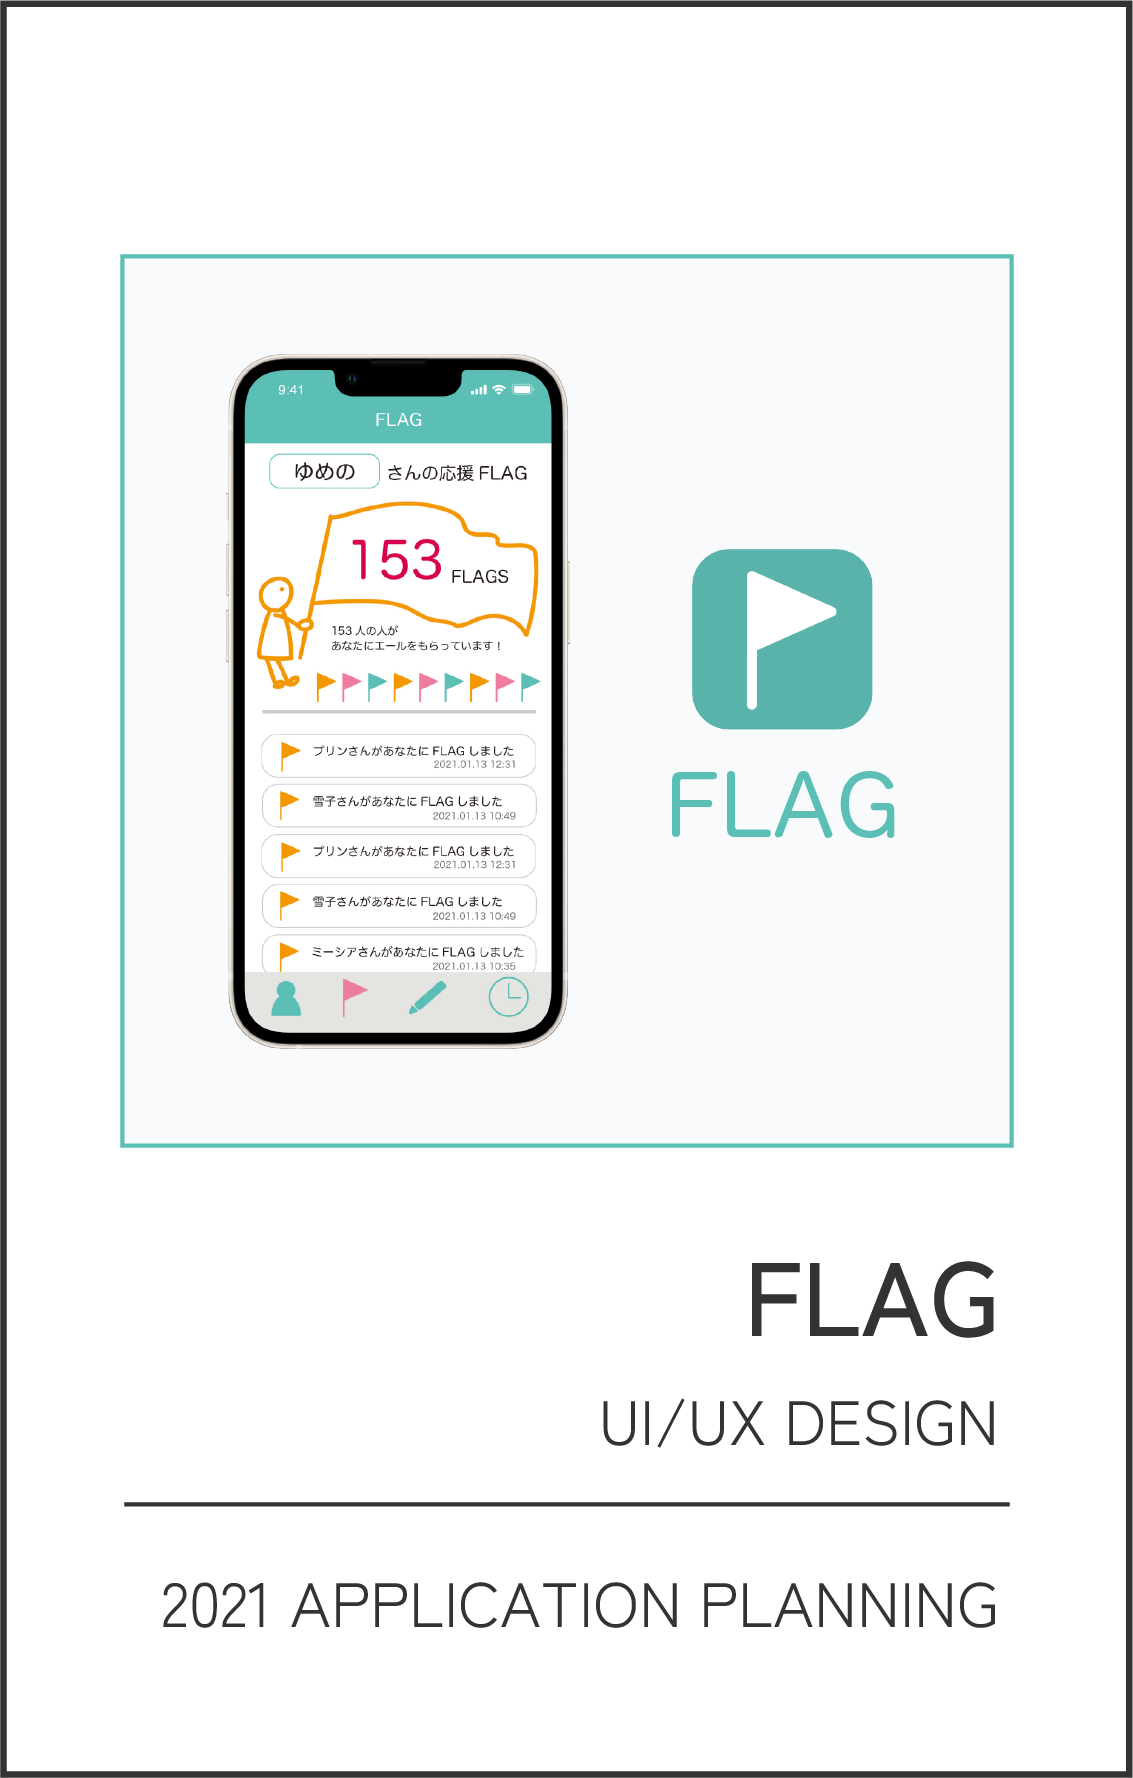 9:41
FLAG
ゆめの さんの応援 FLAG
153 FLAGS
153 人の人が
あなたにエールをもらっています！
プリンさんがあなたに FLAG しました
2021.01.13 12:31
雪子さんがあなたに FLAG しました
2021.01.13 10:49
プリンさんがあなたに FLAG しました
2021.01.13 12:31
雪子さんがあなたに FLAG しました
2021.01.13 10:49
ミーシアさんがあなたに FLAG しました
2021.01.13 10:35
FLAG
FLAG
UI/UX DESIGN
2021 APPLICATION PLANNING